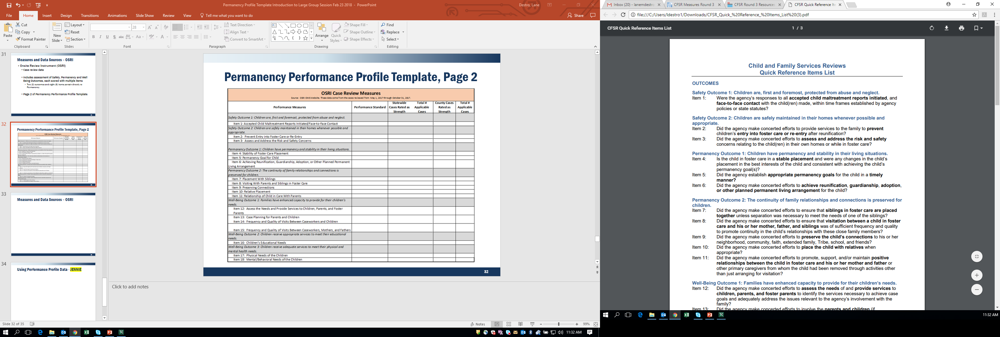 Permanency Profile Template Introduction to Large Group Session Feb 23 2018 - PowerPoint
Destro, Lane
File Home Insert Design Transitions Animations Slide Show Review View Tell me what you want to do
Share
Paste
Cut
Copy
Format Painter
Clipboard
New
Slide
Layout
Reset
Section
Slides
28
B I U S abc AV Aa A
Font
Text Direction
Align Text
Convert to SmartArt
Paragraph
Arrange
Quick
Styles
Shape Fill
Shape Outline
Shape Effects
Drawing
Find
Replace
Select
Editing
31
Measures and Data Sources – OSRI
• Onsite Review Instrument (OSRI)
– Case review data
– Includes assessment of Safety, Permanency and Well
Being Outcomes, each scored with multiple items
• Two (2) outcomes and eight (8) items pertain directly to
Permanency
– Page 2 of Permanency Performance Profile Template:
32
Permanency Performance Profile Template, Page 2
33
Measures and Data Sources – OSRI
34
Using Performance Profile Data - JENNIE
Permanency Performance Profile Template, Page 2
OSRI Case Review Measures
Source: OSRI OMS Website. These data come from the cases reviewed from May 1, 2017 through October 31, 2017.
Performance Measures
Performance Standard
Statewide
Cases Rated as
Strength
Total #
Applicable
Cases
County Cases
Rated as
Strength
Total #
Applicable
Cases
Safety Outcome 1: Children are, first and foremost, protected from abuse and neglect.
Item 1: Accepted Child Maltreatment Reports Initiated/Face-to-Face Contact
Safety Outcome 2: Children are safely maintained in their homes whenever possible and
appropriate.
Item 2: Prevent Entry into Foster Care or Re-Entry
Item 3: Assess and Address the Risk and Safety Concerns
Permanency Outcome 1: Children have permanency and stability in their living situations.
Item 4: Stability of Foster Care Placement
Item 5: Permanency Goal for Child
Item 6: Achieving Reunification, Guardianship, Adoption, or Other Planned Permanent
Living Arrangement
Permanency Outcome 2: The continuity of family relationships and connections is
preserved for children.
Item 7: Placement With Siblings
Item 8: Visiting With Parents and Siblings in Foster Care
Item 9: Preserving Connections
Item 10: Relative Placement
Item 11: Relationship of Child in Care With Parents
Well-Being Outcome 1: Families have enhanced capacity to provide for their children's
needs.
Item 12: Assess the Needs and Provide Services to Children, Parents, and Foster
Parents
Item 13: Case Planning for Parents and Children
Item 14: Frequency and Quality of Visits Between Caseworkers and Children
Item 15: Frequency and Quality of Visits Between Caseworkers, Mothers, and Fathers
Well-Being Outcome 2: Children receive appropriate services to meet their educational
needs.
Item 16: Children's Educational Needs
Well-Being Outcome 3: Children receive adequate services to meet their physical and
mental health needs.
Item 17: Physical Needs of the Children
Item 18: Mental/Behavioral Needs of the Children
32
Click to add notes
Slide 32 of 35
Notes
99%
11:32 AM
Inbox (20) - lanemdestro
CFSR Measures Round 3
CFSR Round 3 Resources
CFSR Quick Reference Ite
file:///C:/Users/ldestro1/Downloads/CFSR_Quick_%20Reference_%20Items_List%20(3).pdf
CFSR Quick Reference Items List
1 / 3
Child and Family Services Reviews
Quick Reference Items List
OUTCOMES
Safety Outcome 1: Children are, first and foremost, protected from abuse and neglect.
Item 1: Were the agency's responses to all accepted child maltreatment reports initiated, and
face-to-face contact with the child(ren) made, within time frames established by agency
policies or state statutes?
Safety Outcome 2: Children are safely maintained in their homes whenever possible and
appropriate.
Item 2: Did the agency make concerted efforts to provide services to the family to prevent
children's entry into foster care or re-entry after reunification?
Item 3: Did the agency make concerted efforts to assess and address the risk and safety
concerns relating to the child(ren) in their own homes or while in foster care?
Permanency Outcome 1: Children have permanency and stability in their living situations.
Item 4: Is the child in foster care in a stable placement and were any changes in the child's
placement in the best interests of the child and consistent with achieving the child's
permanency goal(s)?
Item 5: Did the agency establish appropriate permanency goals for the child in a timely
manner?
Item 6: Did the agency make concerted efforts to achieve reunification, guardianship, adoption,
or other planned permanent living arrangement for the child?
Permanency Outcome 2: The continuity of family relationships and connections is preserved for
children.
Item 7: Did the agency make concerted efforts to ensure that siblings in foster care are placed
together unless separation was necessary to meet the needs of one of the siblings?
Item 8: Did the agency make concerted efforts to ensure that visitation between a child in foster
care and his or her mother, father, and siblings was of sufficient frequency and quality
to promote continuity in the child's relationships with these close family members?
Item 9: Did the agency make concerted efforts to preserve the child's connections to his or her
neighborhood, community, faith, extended family, Tribe, school, and friends?
Item 10: Did the agency make concerted efforts to place the child with relatives when
appropriate?
Item 11: Did the agency make concerted efforts to promote, support, and/or maintain positive
relationships between the child in foster care and his or her mother and father or
other primary caregivers from whom the child had been removed through activities other
than just arranging for visitation?
Well-Being Outcome 1: Families have enhanced capacity to provide for their children's needs.
Item 12: Did the agency make concerted efforts to assess the needs of and provide services to
children, parents, and foster parents to identify the services necessary to achieve case
goals and adequately address the issues relevant to the agency's involvement with the
family?
Item 13: Did the agency make concerted efforts to involve the parents and children (if
11:32 AM